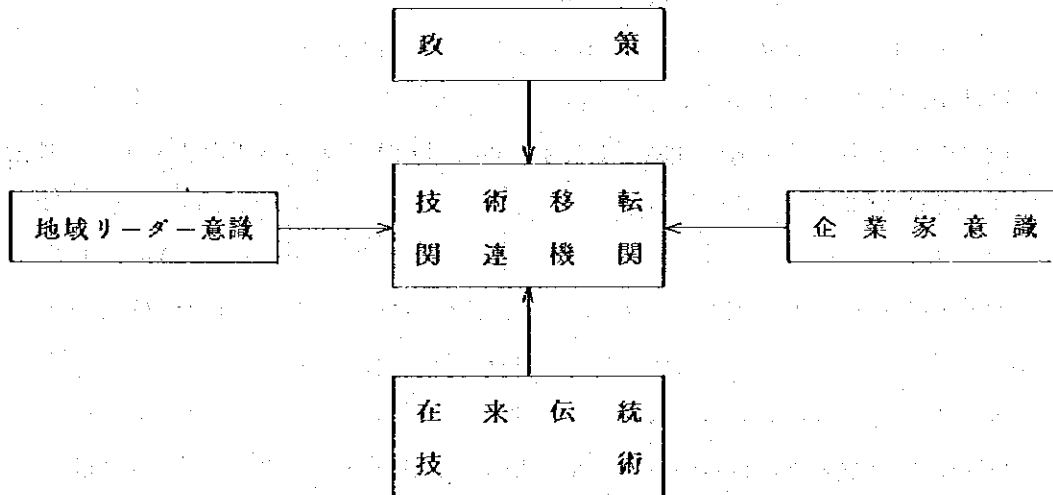 政策
地域リーダー意識
技術移転
関連機関
企業家意識
在来伝統
技術